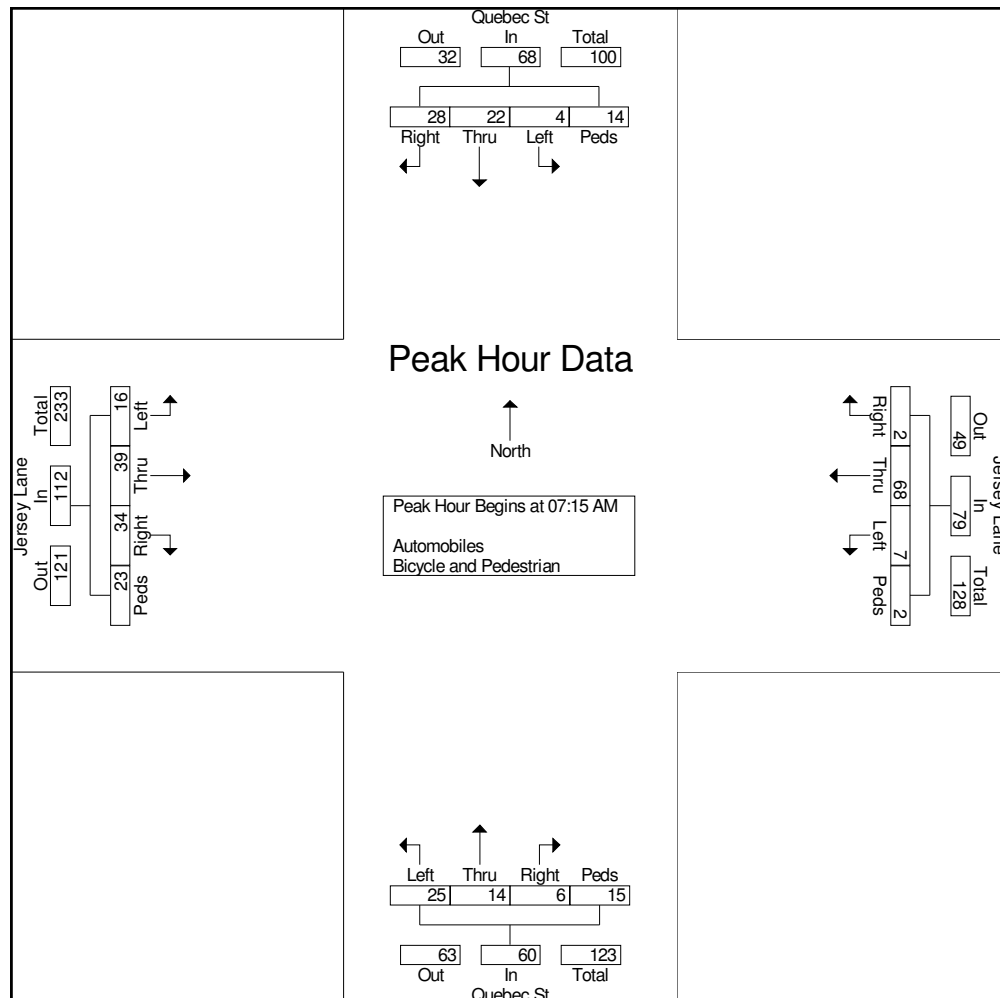 Quebec St
Out In Total
32 68 100
28 22 4 14
Right Thru Left Peds
Peak Hour Data
North
Peak Hour Begins at 07:15 AM
Automobiles
Bicycle and Pedestrian
Jersey Lane
Out In Total
121 112 233
16 39 34 23
Left Thru Right Peds
Jersey Lane
Out In Total
49 79 128
2 68 7 2
Right Thru Left Peds
Left Thru Right Peds
25 14 6 15
63 60 123
Out In Total
Quebec St